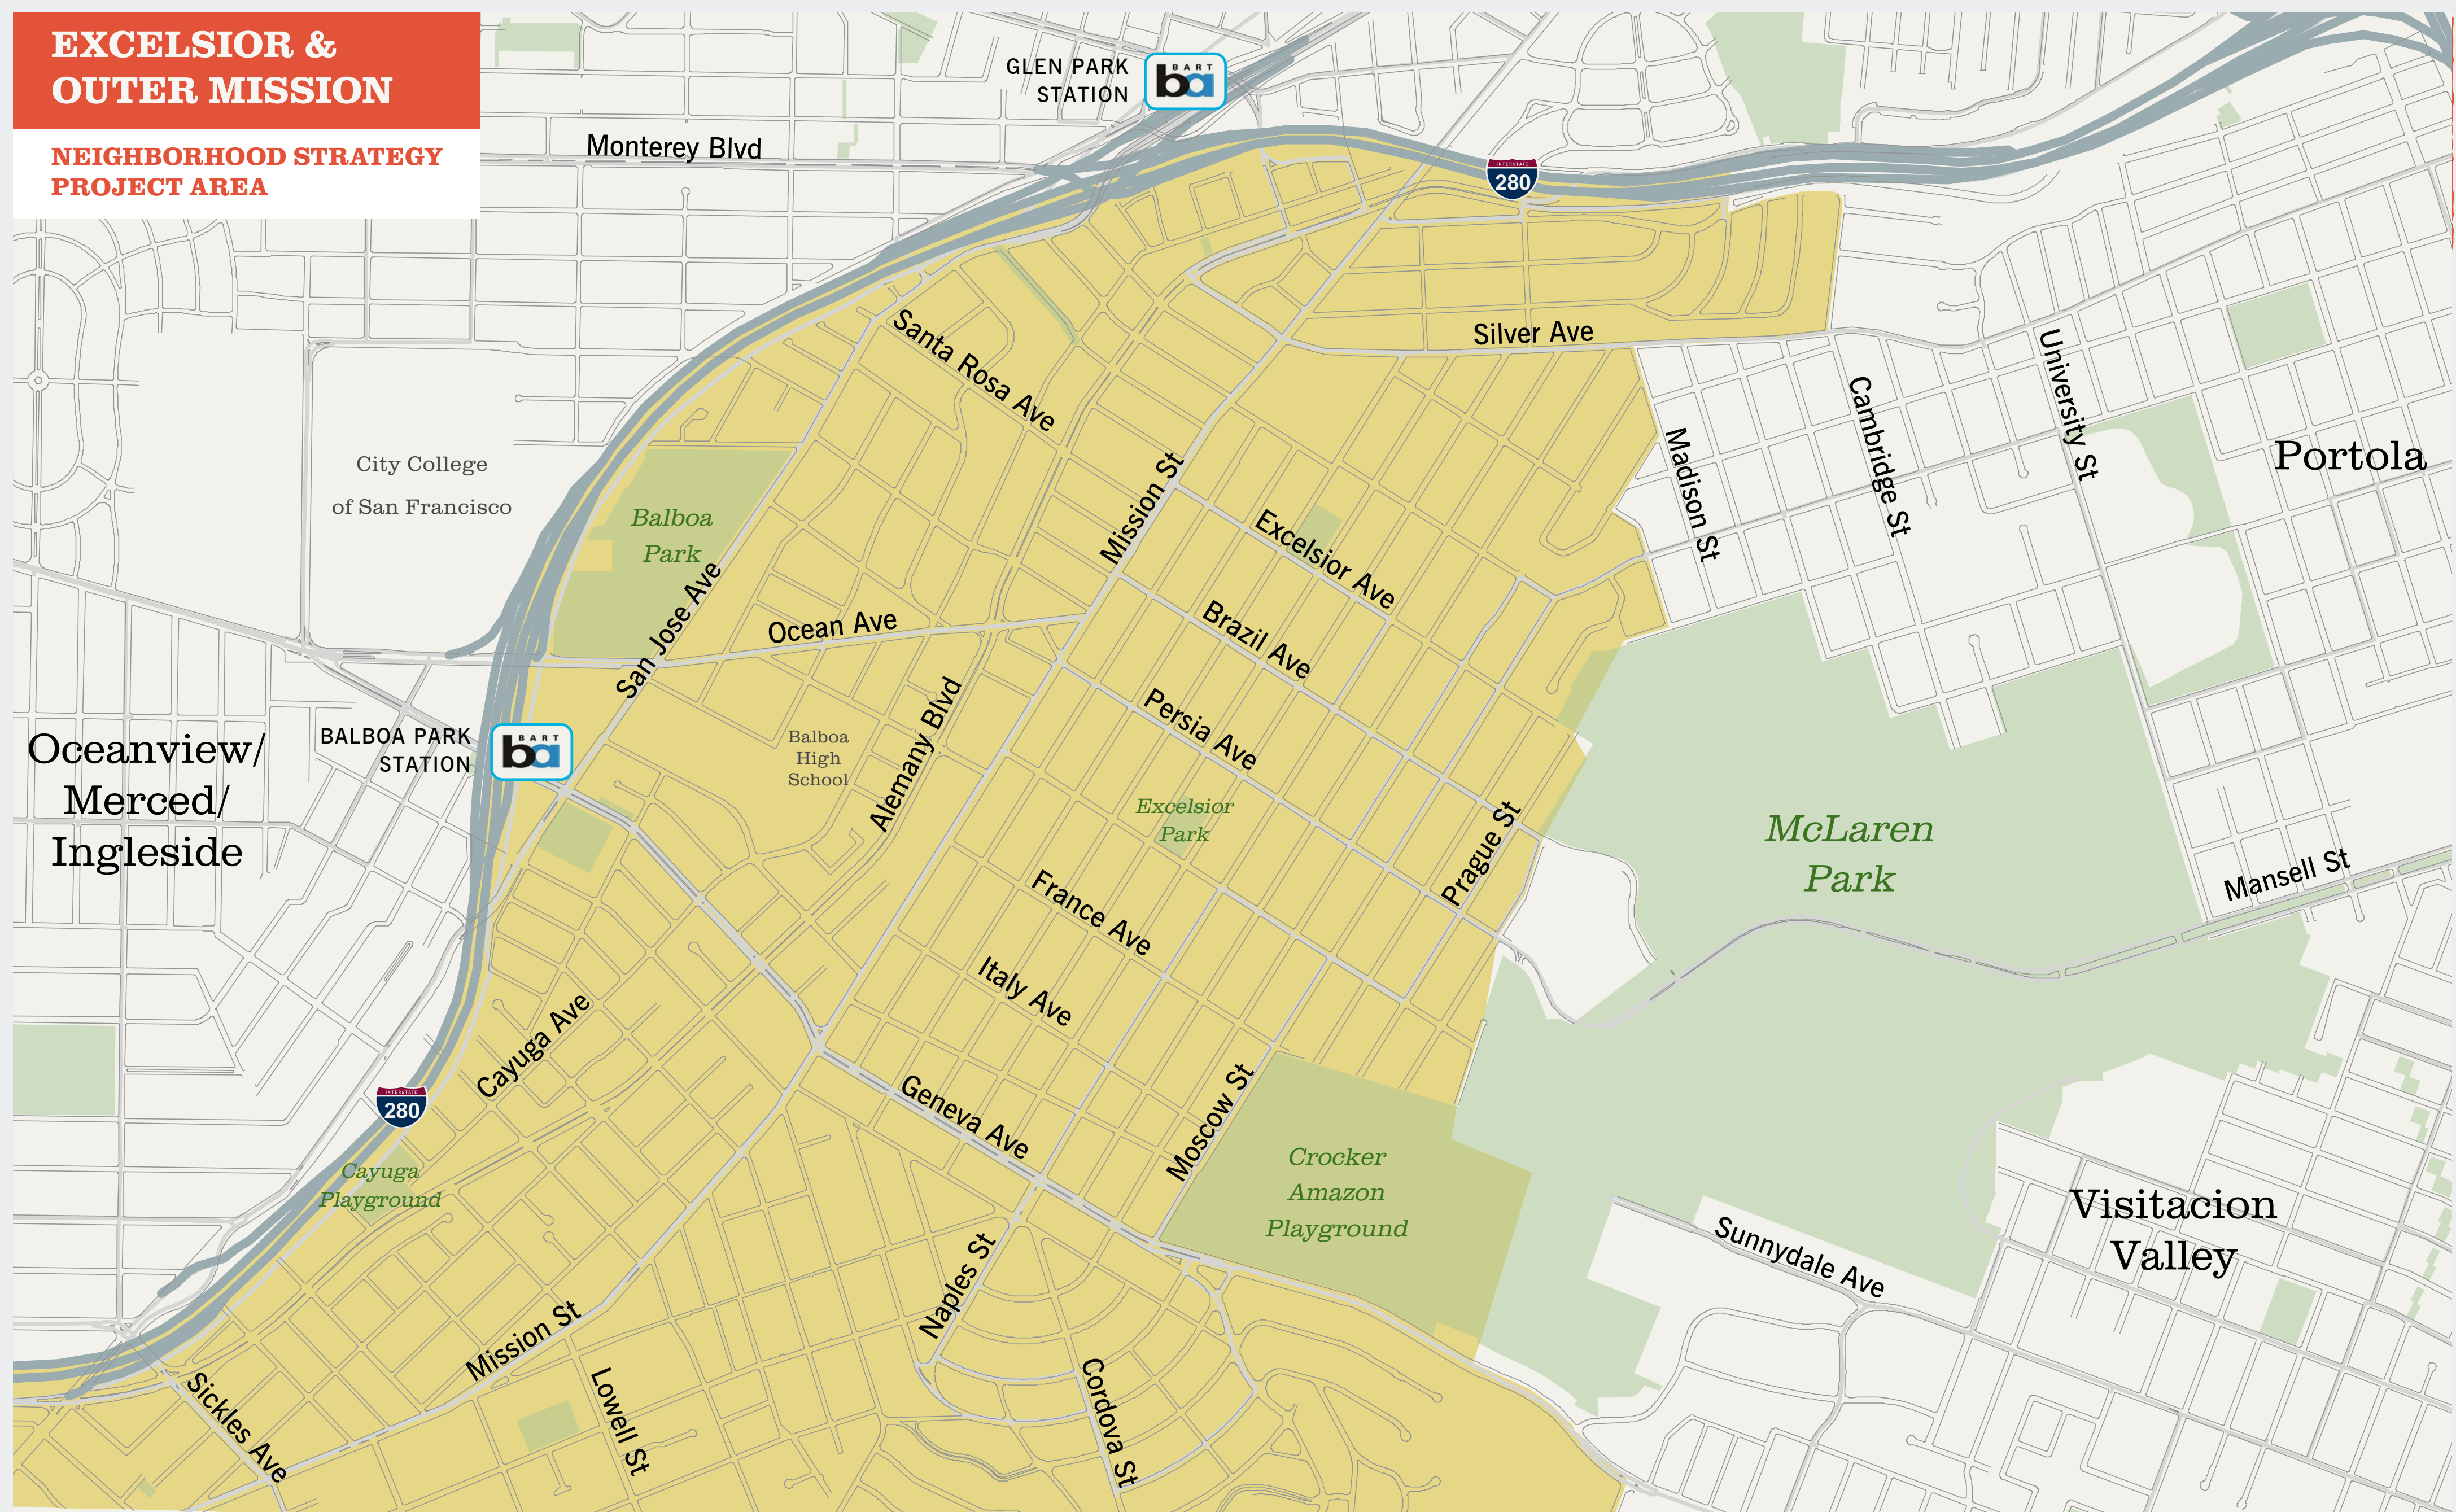 EXCELSIOR &
OUTER MISSION
NEIGHBORHOOD STRATEGY
PROJECT AREA
GLEN PARK
STATION
BART
ba
Monterey Blvd
INTERSTATE
280
Santa Rosa Ave
Silver Ave
University St
Cambridge St
Madison St
Portola
City College
of San Francisco
Balboa
Park
Mission St
Excelsior Ave
San Jose Ave
Ocean Ave
Brazil Ave
Persia Ave
Alemany Blvd
BALBOA PARK
STATION
BART
ba
Oceanview/
Merced/
Ingleside
Balboa
High
School
Excelsior
Park
Prague St
McLaren
Park
Mansell St
France Ave
Italy Ave
Cayuga Ave
INTERSTATE
280
Geneva Ave
Moscow St
Cayuga
Playground
Crocker
Amazon
Playground
Visitacion
Valley
Sunnydale Ave
Naples St
Mission St
Lowell St
Cordova St
Sickles Ave